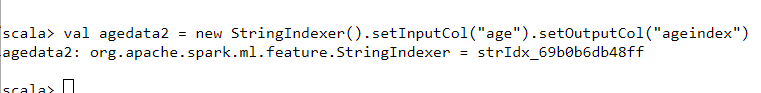 scala> val agedata2 = new StringIndexer().setInputCol("age").setOutputCol("ageindex")
agedata2: org.apache.spark.ml.feature.StringIndexer = strIdx_69b0b6db48ff
scala>